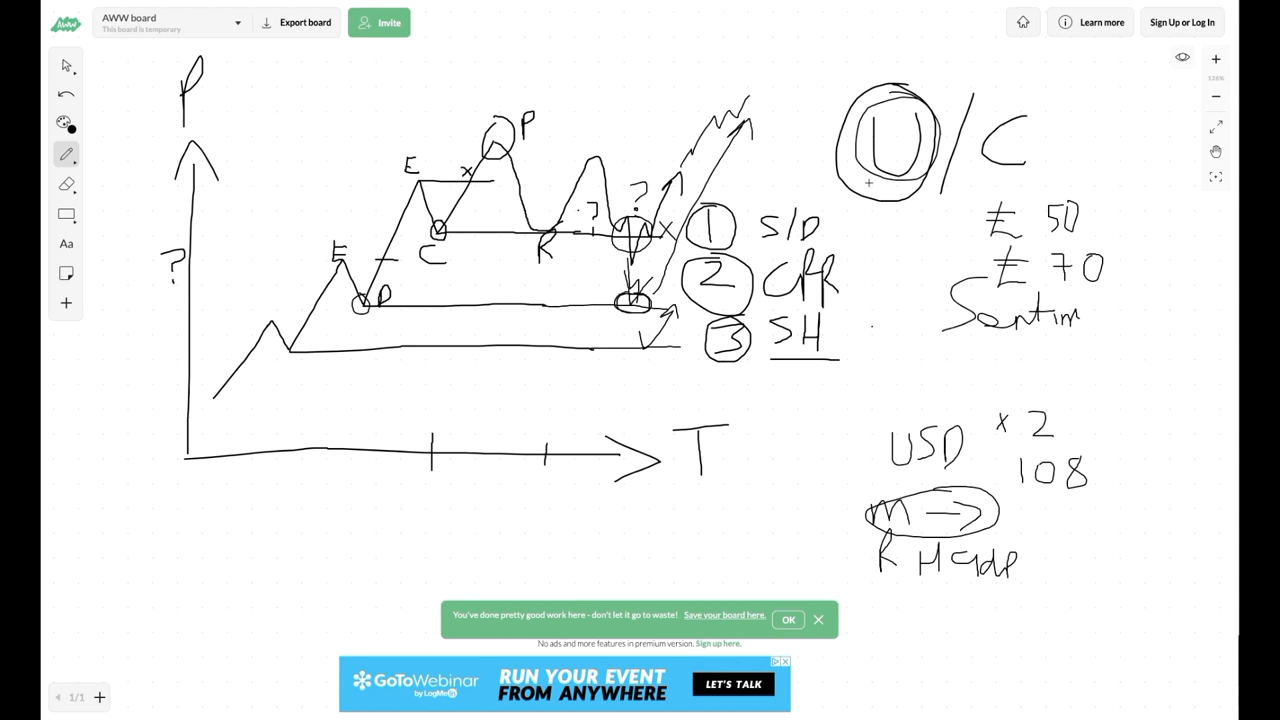 AWW board
This board is temporary
Export board
Invite
Learn more
Sign Up or Log In
126%
P
E
x
P
?
?
C
R
X
E
D
?
T
1 S/D
2 CPR
3 SH
U/C
£ 50
£ 70
USD x 2
108
m →
R
Aa
You've done pretty good work here - don't let it go to waste! Save your board here.
OK
No ads and more features in premium version. Sign up here.
GoToWebinar
by LogMeIn
RUN YOUR EVENT
FROM ANYWHERE
LET'S TALK
1/1